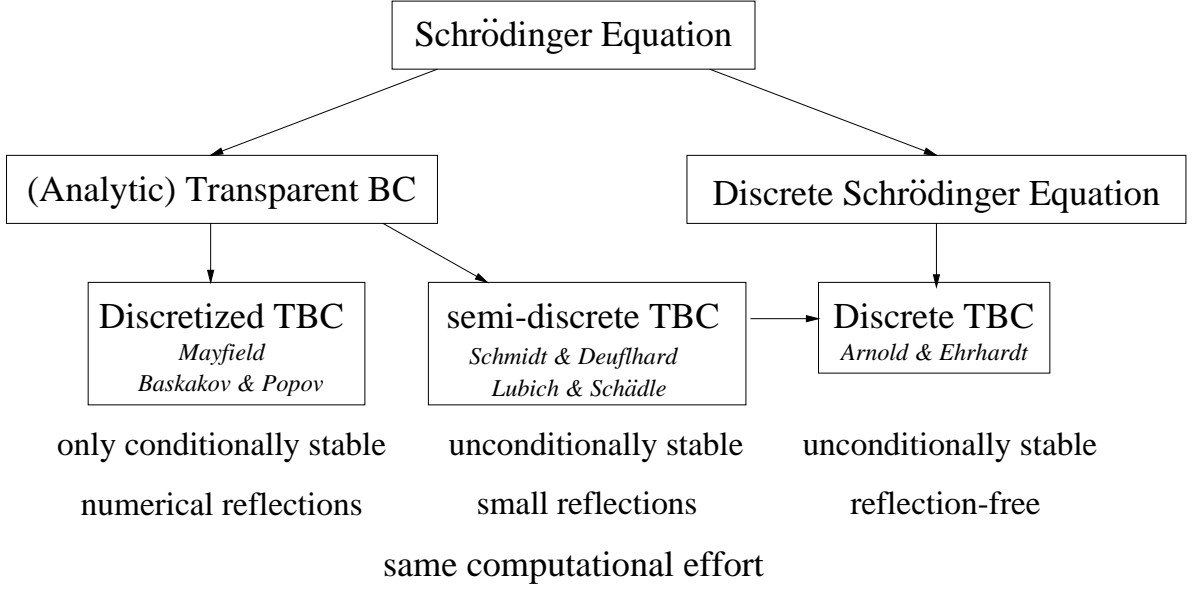 Schrödinger Equation
(Analytic) Transparent BC
Discrete Schrödinger Equation
Discretized TBC
Mayfield
Baskakov & Popov
semi-discrete TBC
Schmidt & Deuflhard
Lubich & Schädle
Discrete TBC
Arnold & Ehrhardt
only conditionally stable
unconditionally stable
unconditionally stable
numerical reflections
small reflections
reflection-free
same computational effort